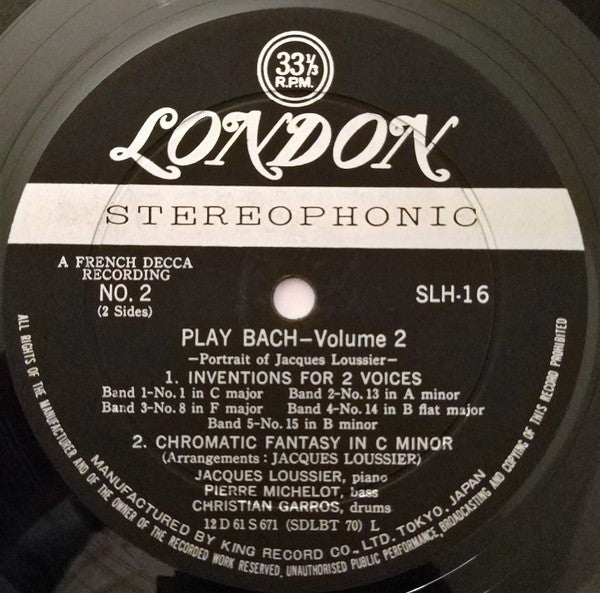 33 1/3
R.P.M.
LONDON
STEREOPHONIC
A FRENCH DECCA
RECORDING
NO. 2
(2 Sides)
SLH-16
PLAY BACH—Volume 2
—Portrait of Jacques Loussier—
1. INVENTIONS FOR 2 VOICES
Band 1-No. 1 in C major Band 2-No. 13 in A minor
Band 3-No. 8 in F major Band 4-No. 14 in B flat major
Band 5-No. 15 in B minor
2. CHROMATIC FANTASY IN C MINOR
(Arrangements : JACQUES LOUSSIER)
JACQUES LOUSSIER, piano
PIERRE MICHELOT, bass
CHRISTIAN GARROS, drums
12 D 61 S 671 (SDLBT 70) L
MANUFACTURED BY KING RECORD CO., LTD. TOKYO. JAPAN
ALL RIGHTS OF THE MANUFACTURER AND OF THE OWNER OF THE RECORDED WORK RESERVED, UNAUTHORISED PUBLIC PERFORMANCE, BROADCASTING AND COPYING OF THIS RECORD PROHIBITED